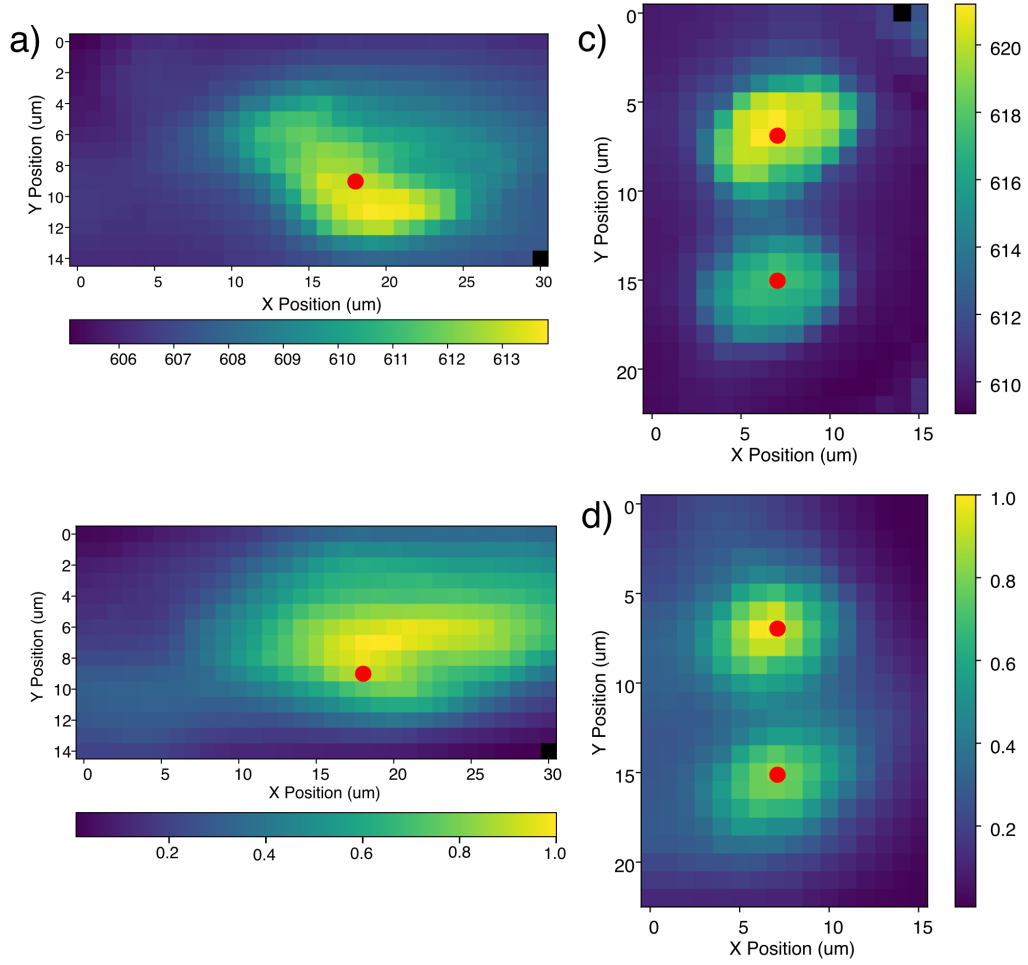 a)
0
2
4
6
8
10
12
14
Y Position (um)
0 5 10 15 20 25 30
X Position (um)
606 607 608 609 610 611 612 613
c)
0
5
10
15
20
Y Position (um)
0 5 10 15
X Position (um)
620
618
616
614
612
610
0
2
4
6
8
10
12
14
Y Position (um)
0 5 10 15 20 25 30
X Position (um)
0.2 0.4 0.6 0.8 1.0
d)
0
5
10
15
20
Y Position (um)
0 5 10 15
X Position (um)
1.0
0.8
0.6
0.4
0.2